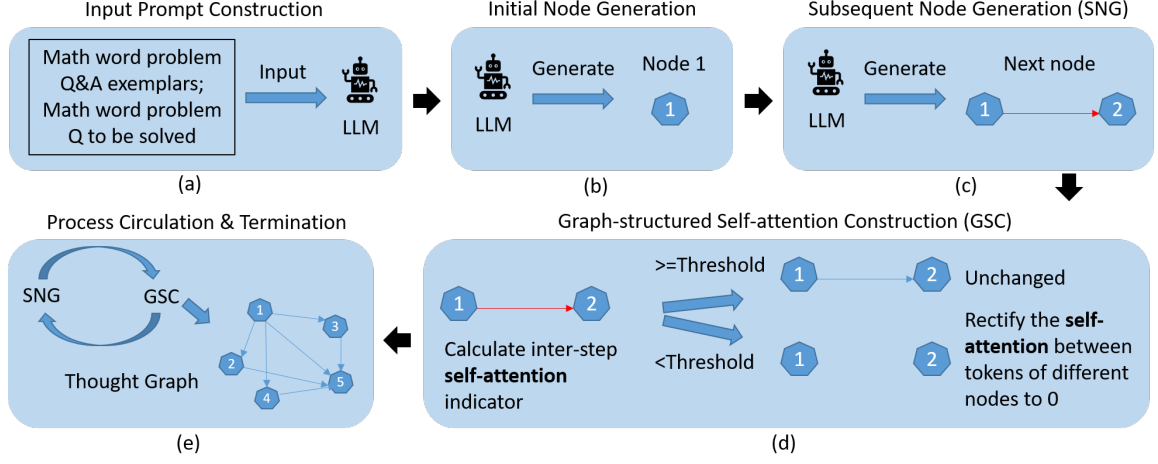 Input Prompt Construction
Math word problem
Q&A exemplars;
Math word problem
Q to be solved
Input
LLM
(a)
Initial Node Generation
LLM
Generate
Node 1
1
(b)
Subsequent Node Generation (SNG)
LLM
Generate
Next node
1
2
(c)
Graph-structured Self-attention Construction (GSC)
1
2
Calculate inter-step
self-attention
indicator
>=Threshold
<Threshold
1
2
Unchanged
1
2
Rectify the self-
attention between
tokens of different
nodes to 0
(d)
Process Circulation & Termination
SNG
GSC
Thought Graph
1
2
3
4
5
(e)